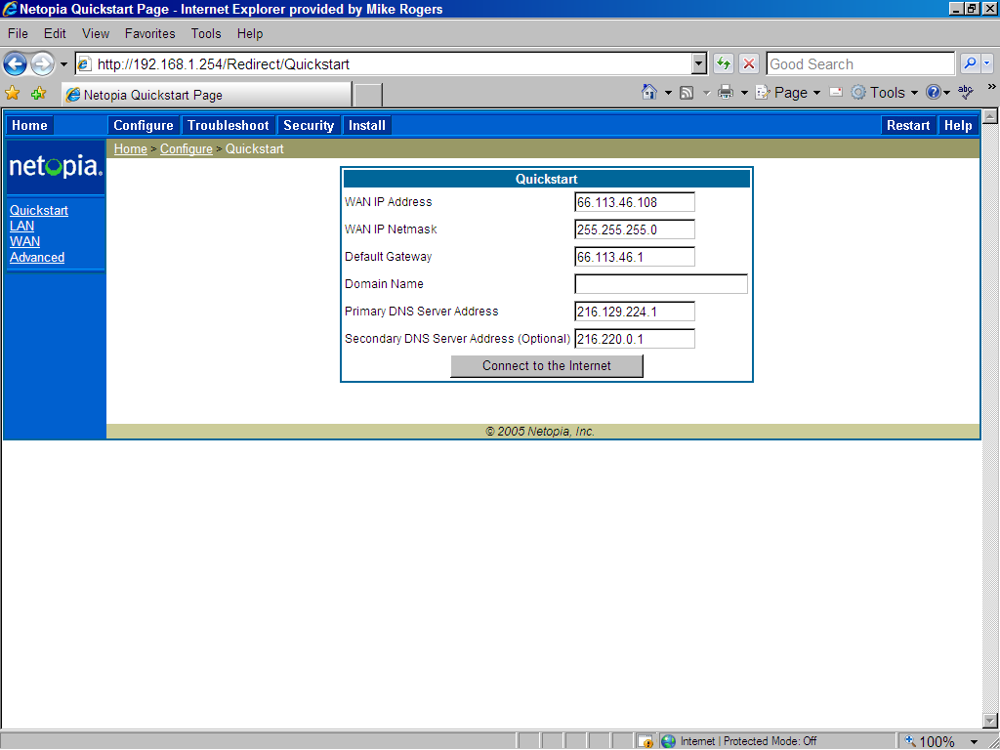 Netopia Quickstart Page - Internet Explorer provided by Mike Rogers
File Edit View Favorites Tools Help
http://192.168.1.254/Redirect/Quickstart Good Search
Netopia Quickstart Page Page Tools abc »
Home Configure Troubleshoot Security Install Restart Help
netopia.
Home > Configure > Quickstart
Quickstart
LAN
WAN
Advanced
Quickstart
WAN IP Address 66.113.46.108
WAN IP Netmask 255.255.255.0
Default Gateway 66.113.46.1
Domain Name
Primary DNS Server Address 216.129.224.1
Secondary DNS Server Address (Optional) 216.220.0.1
Connect to the Internet
© 2005 Netopia, Inc.
Internet | Protected Mode: Off 100%